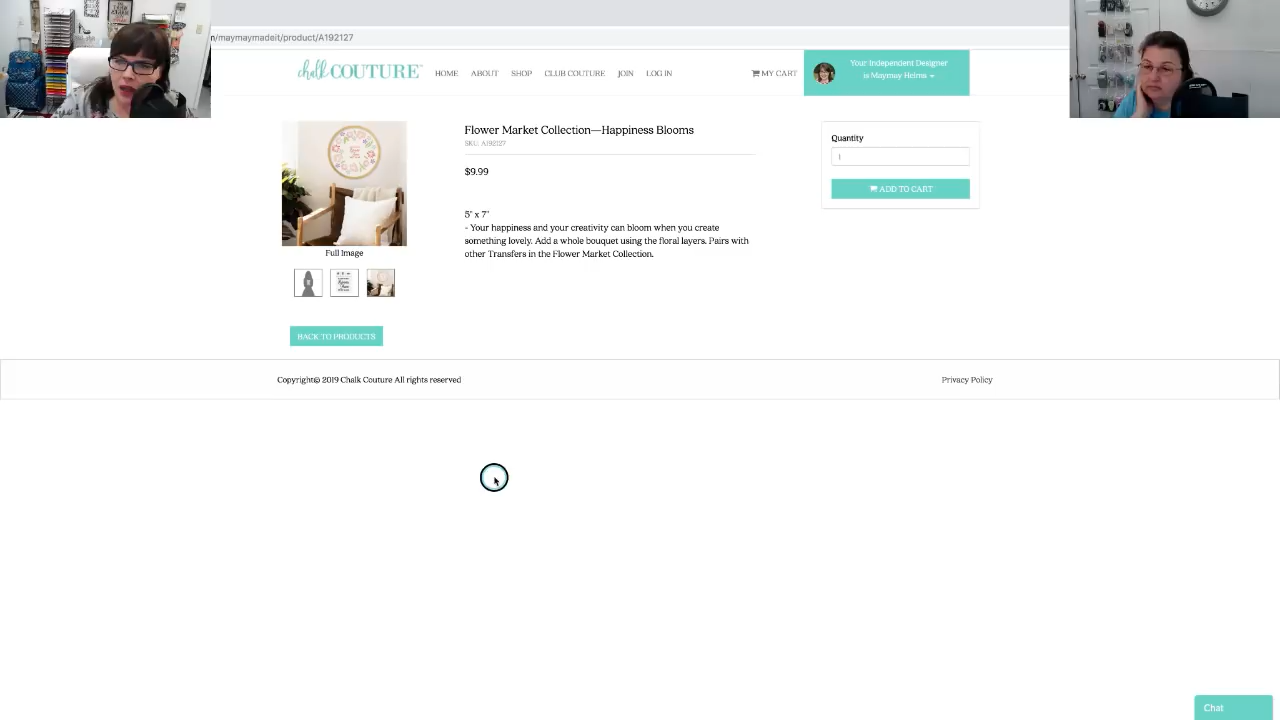 n/maymaymadeit/product/A192127
chalk COUTURE™
HOME ABOUT SHOP CLUB COUTURE JOIN LOG IN
MY CART
Your Independent Designer
is Maymay Helms
Flower Market Collection—Happiness Blooms
SKU: A192127
$9.99
5" x 7"
- Your happiness and your creativity can bloom when you create
something lovely. Add a whole bouquet using the floral layers. Pairs with
other Transfers in the Flower Market Collection.
Quantity
1
ADD TO CART
Full Image
BACK TO PRODUCTS
Copyright© 2019 Chalk Couture All rights reserved
Privacy Policy
Chat